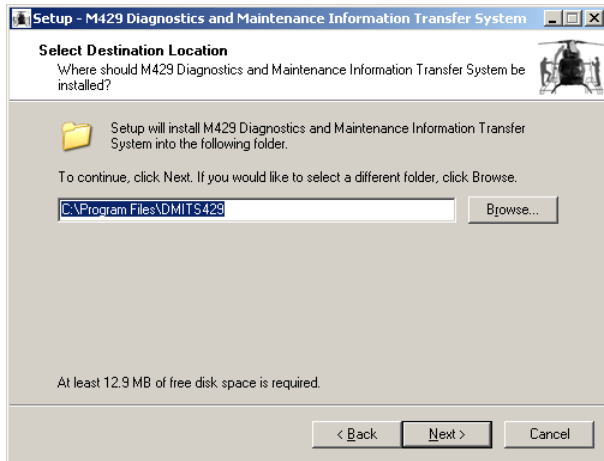 Setup - M429 Diagnostics and Maintenance Information Transfer System
Select Destination Location
Where should M429 Diagnostics and Maintenance Information Transfer System be
installed?
Setup will install M429 Diagnostics and Maintenance Information Transfer
System into the following folder.
To continue, click Next. If you would like to select a different folder, click Browse.
C:\Program Files\DMITS429
Browse...
At least 12.9 MB of free disk space is required.
< Back
Next >
Cancel